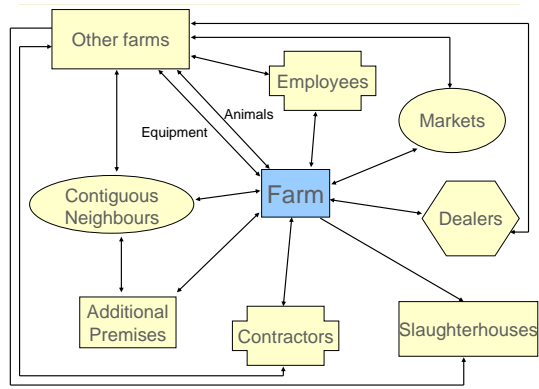 Other farms
Employees
Animals
Markets
Equipment
Contiguous
Neighbours
Farm
Dealers
Additional
Premises
Contractors
Slaughterhouses